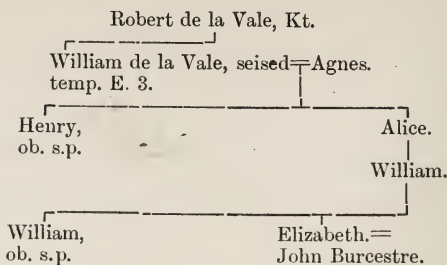 Robert de la Vale, Kt.
William de la Vale, seised=Agnes.
temp. E. 3.
Henry, Alice.
ob. s.p.
William.
William, Elizabeth.=
ob. s.p. John Burcestre.